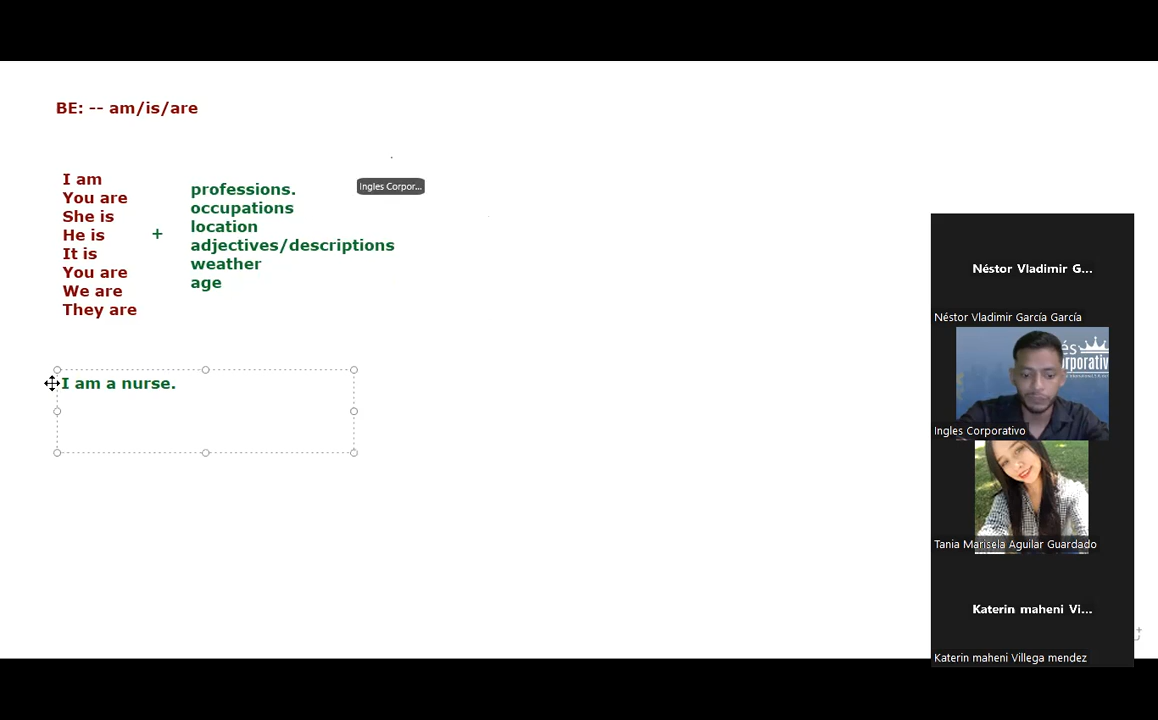 BE: -- am/is/are
I am
You are
She is
He is
It is
You are
We are
They are
+
professions.
occupations
location
adjectives/descriptions
weather
age
Ingles Corpor...
I am a nurse.
Néstor Vladimir G...
Néstor Vladimir García García
és
rporativo
Ingles Corporativo
Tania Marisela Aguilar Guardado
Katerin maheni Vi...
Katerin maheni Villega mendez